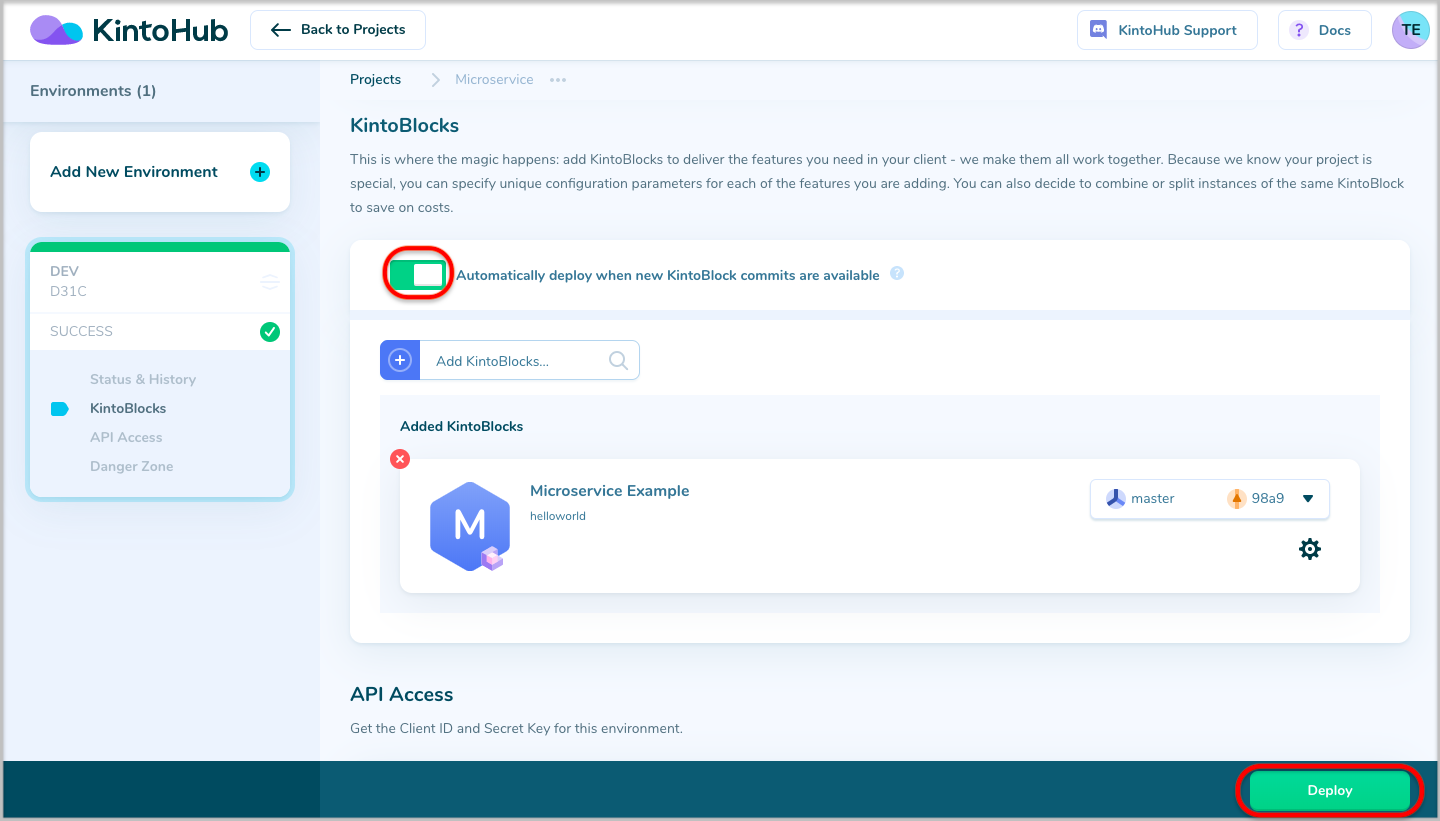 KintoHub
Back to Projects
KintoHub Support
? Docs
TE
Environments (1)
Add New Environment
DEV
D31C
SUCCESS
Status & History
KintoBlocks
API Access
Danger Zone
Projects
Microservice
KintoBlocks
This is where the magic happens: add KintoBlocks to deliver the features you need in your client - we make them all work together. Because we know your project is
special, you can specify unique configuration parameters for each of the features you are adding. You can also decide to combine or split instances of the same KintoBlock
to save on costs.
Automatically deploy when new KintoBlock commits are available ?
Add KintoBlocks...
Added KintoBlocks
M
Microservice Example
helloworld
master
98a9
API Access
Get the Client ID and Secret Key for this environment.
Deploy